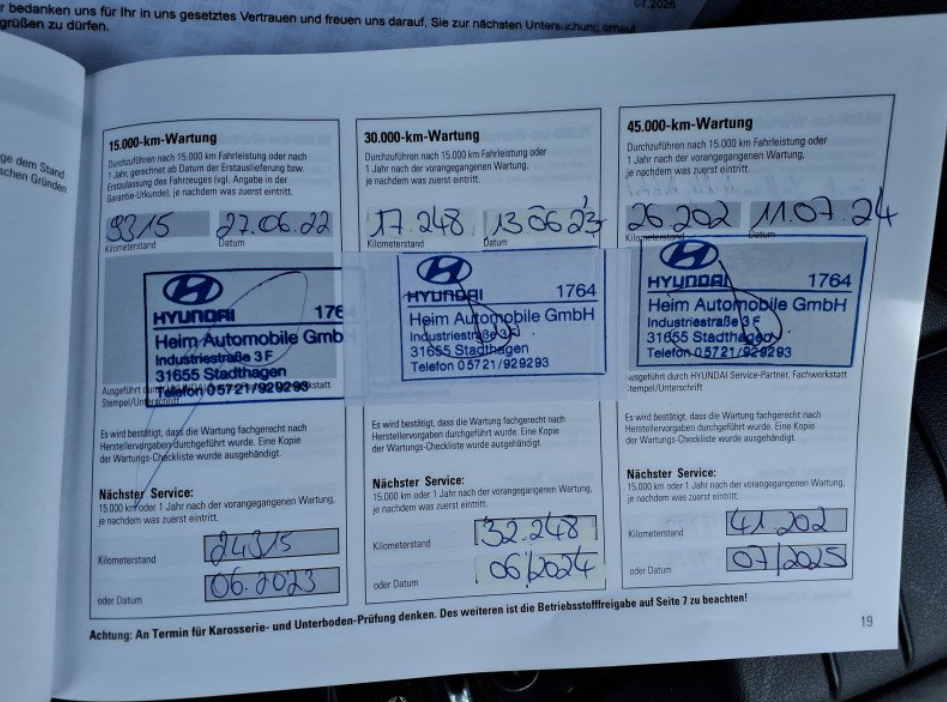 07.2026
r bedanken uns für Ihr in uns gesetztes Vertrauen und freuen uns darauf, Sie zur nächsten Untersuchung erneut
grüßen zu dürfen.
ge dem Stand
schen Gründen
15.000-km-Wartung
Durchzuführen nach 15.000 km Fahrleistung oder nach
1 Jahr, gerechnet ab Datum der Erstauslieferung bzw.
Erstzulassung des Fahrzeuges (vgl. Angabe in der
Garantie-Urkunde), je nachdem was zuerst eintritt.
9315 27.06.22
Kilometerstand Datum
HYUNDAI 176
Heim Automobile Gmb
Industriestraße 3 F
31655 Stadthagen
Telefon 05721/929293
Ausgeführt durch HYUNDAI
Stempel/Unterschrift
Es wird bestätigt, dass die Wartung fachgerecht nach
Herstellervorgaben durchgeführt wurde. Eine Kopie
der Wartungs-Checkliste wurde ausgehändigt.
Nächster Service:
15.000 km oder 1 Jahr nach der vorangegangenen Wartung,
je nachdem was zuerst eintritt.
Kilometerstand 24315
oder Datum 06.2023
30.000-km-Wartung
Durchzuführen nach 15.000 km Fahrleistung oder
1 Jahr nach der vorangegangenen Wartung,
je nachdem was zuerst eintritt.
17.248 13.06.23
Kilometerstand Datum
HYUNDAI 1764
Heim Automobile GmbH
Industriestraße 3 F
31655 Stadthagen
Telefon 05721/929293
Es wird bestätigt, dass die Wartung fachgerecht nach
Herstellervorgaben durchgeführt wurde. Eine Kopie
der Wartungs-Checkliste wurde ausgehändigt.
Nächster Service:
15.000 km oder 1 Jahr nach der vorangegangenen Wartung,
je nachdem was zuerst eintritt.
Kilometerstand 32.248
oder Datum 06/2024
45.000-km-Wartung
Durchzuführen nach 15.000 km Fahrleistung oder
1 Jahr nach der vorangegangenen Wartung,
je nachdem was zuerst eintritt.
26.202 11.07.24
Kilometerstand Datum
HYUNDAI 1764
Heim Automobile GmbH
Industriestraße 3 F
31655 Stadthagen
Telefon 05721/929293
ausgeführt durch HYUNDAI Service-Partner, Fachwerkstatt
Stempel/Unterschrift
Es wird bestätigt, dass die Wartung fachgerecht nach
Herstellervorgaben durchgeführt wurde. Eine Kopie
der Wartungs-Checkliste wurde ausgehändigt.
Nächster Service:
15.000 km oder 1 Jahr nach der vorangegangenen Wartung,
je nachdem was zuerst eintritt.
Kilometerstand 41.202
oder Datum 07/2025
Achtung: An Termin für Karosserie- und Unterboden-Prüfung denken. Des weiteren ist die Betriebsstofffreigabe auf Seite 7 zu beachten!
19